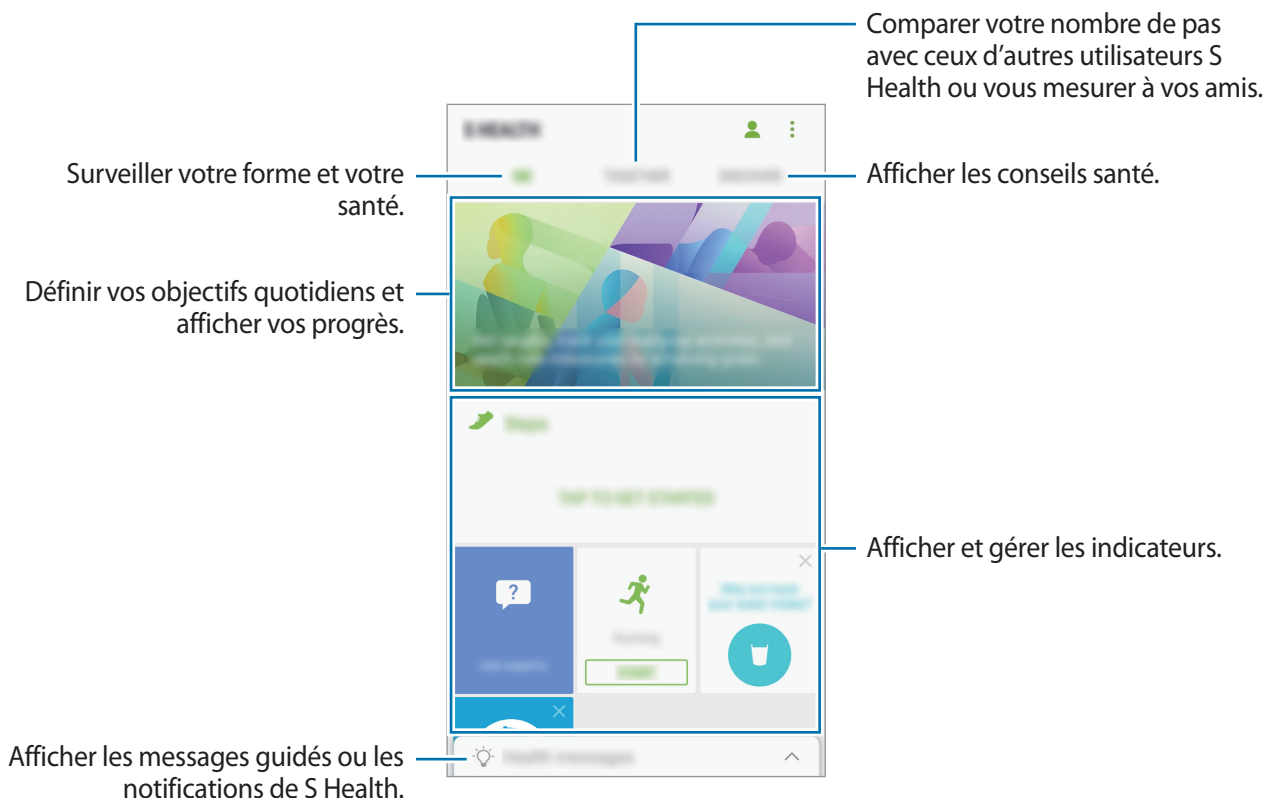 Comparer votre nombre de pas
avec ceux d'autres utilisateurs S
Health ou vous mesurer à vos amis.
S HEALTH
Surveiller votre forme et votre
santé.
ME
TOGETHER
DISCOVER
Afficher les conseils santé.
Définir vos objectifs quotidiens et
afficher vos progrès.
Steps
TAP TO GET STARTED
Afficher et gérer les indicateurs.
?
Running
START
Afficher les messages guidés ou les
notifications de S Health.
Health messages